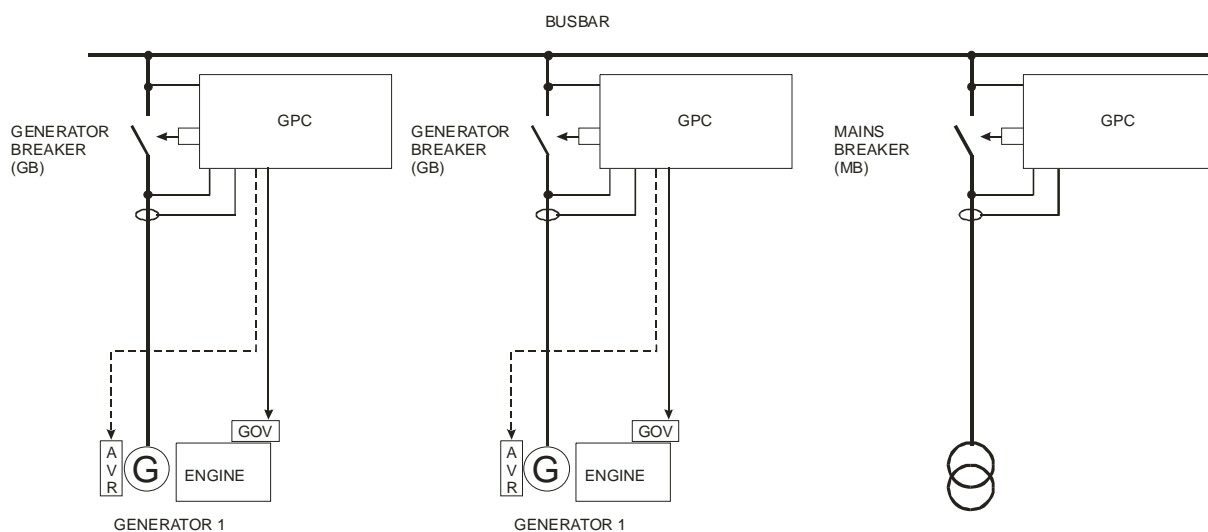 BUSBAR
GENERATOR
BREAKER
(GB)
GPC
GENERATOR
BREAKER
(GB)
GPC
MAINS
BREAKER
(MB)
GPC
GOV
A
V
R
G
ENGINE
GENERATOR 1
GOV
A
V
R
G
ENGINE
GENERATOR 1